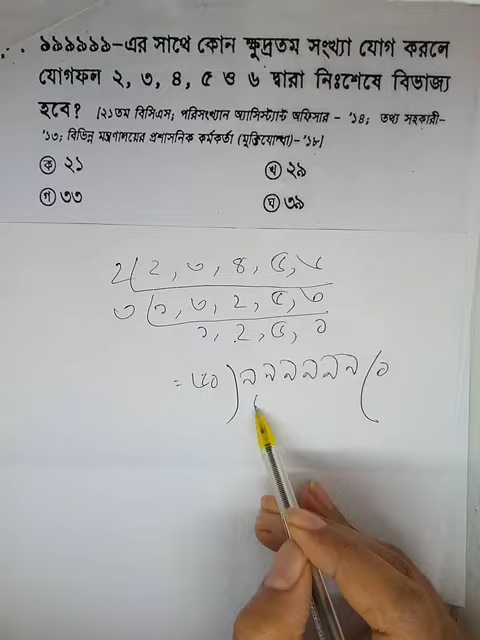 ৯৯৯৯৯৯-এর সাথে কোন ক্ষুদ্রতম সংখ্যা যোগ করলে
যোগফল ২, ৩, ৪, ৫ ও ৬ দ্বারা নিঃশেষে বিভাজ্য
হবে? [২১তম বিসিএস; পরিসংখ্যান অ্যাসিস্ট্যান্ট অফিসার - '১৪; তথ্য সহকারী-
'১৩; বিভিন্ন মন্ত্রণালয়ের প্রশাসনিক কর্মকর্তা (মুক্তিযোদ্ধা)-'১৮]
ক ২১ খ ২৯
গ ৩৩ ঘ ৩৯
২ ( ২, ৩, ৪, ৫, ৬
৩ ( ১, ৩, ২, ৫, ৩
১, ২, ৫, ১
= ৬০ ) ৯৯৯৯৯৯ ( ১